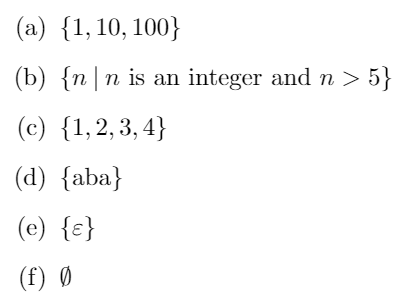 (a) {1, 10, 100}
(b) {n | n is an integer and n > 5}
(c) {1, 2, 3, 4}
(d) {aba}
(e) {ε}
(f) ∅